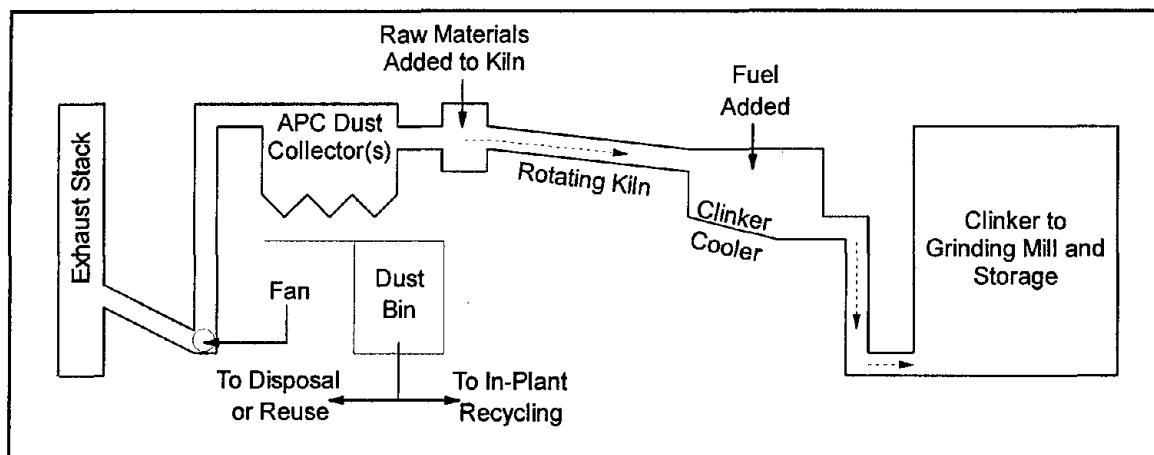 Raw Materials
Added to Kiln
Fuel
Added
APC Dust
Collector(s)
Exhaust Stack
Rotating Kiln
Clinker
Cooler
Clinker to
Grinding Mill and
Storage
Fan
Dust
Bin
To Disposal
or Reuse
To In-Plant
Recycling